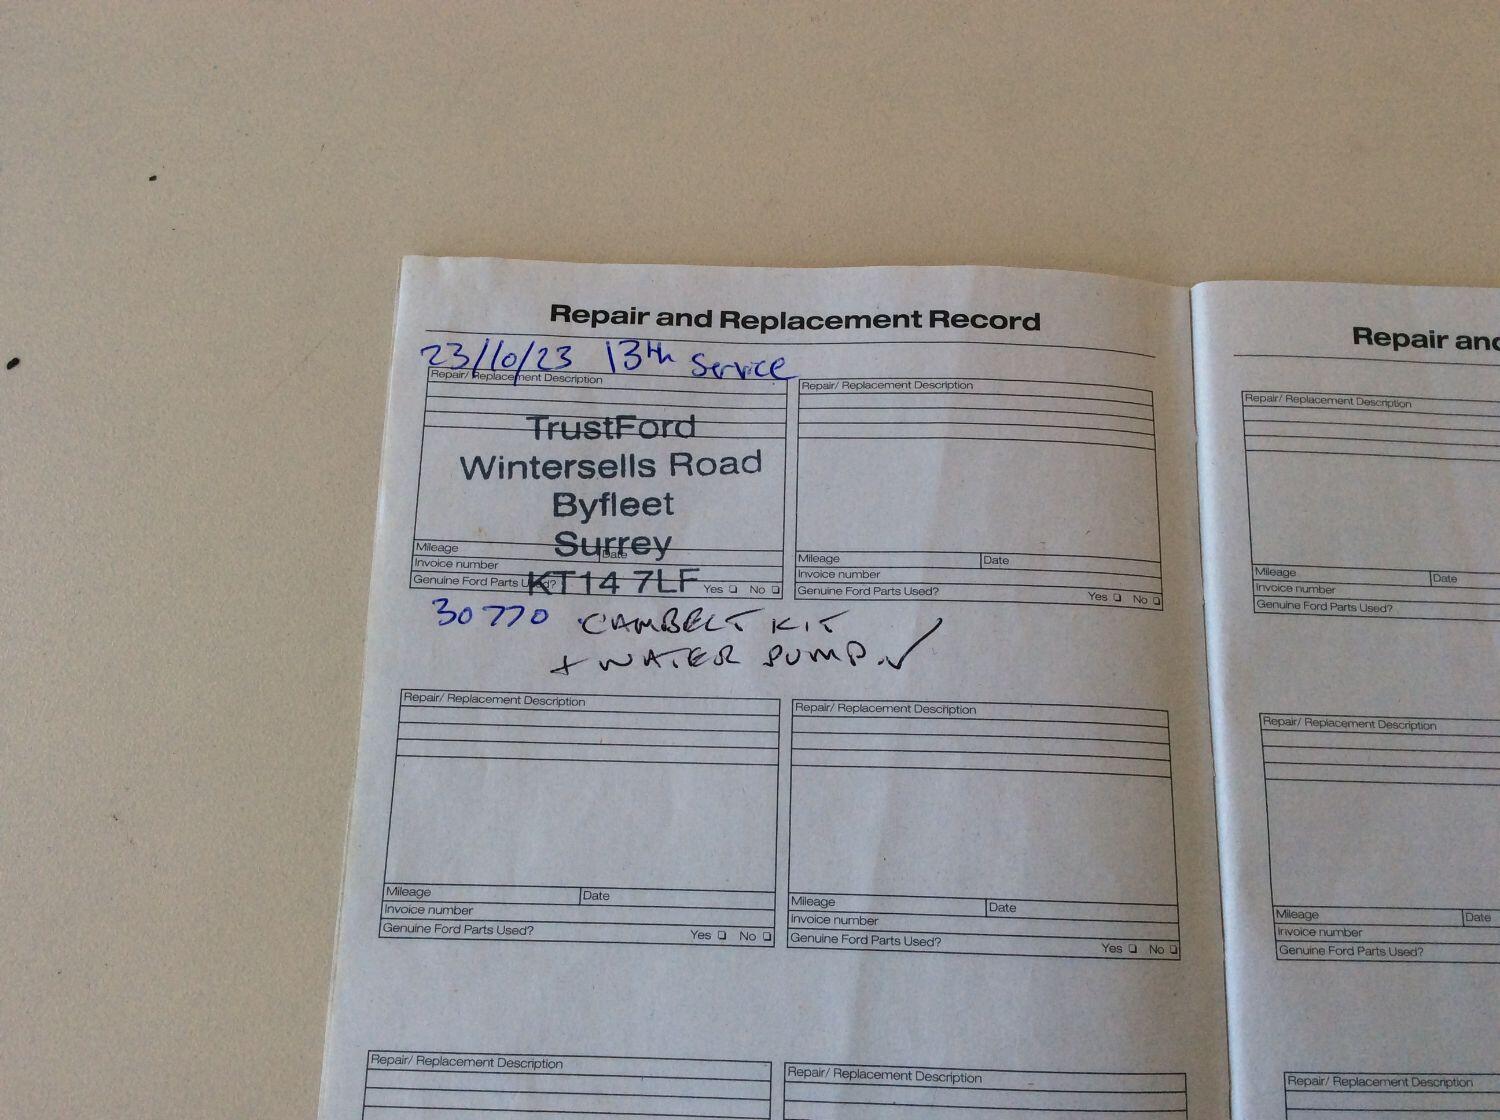 Repair and Replacement Record
23/10/23 13th Service
Repair/ Replacement Description
TrustFord
Wintersells Road
Byfleet
Surrey
KT14 7LF
Mileage
Date
Invoice number
Genuine Ford Parts Used?
Yes No
30770 CAMBELT KIT
+ WATER PUMP. ✓
Repair/ Replacement Description
Mileage
Date
Invoice number
Genuine Ford Parts Used?
Yes No
Repair/ Replacement Description
Mileage
Date
Invoice number
Genuine Ford Parts Used?
Yes No
Repair/ Replacement Description
Mileage
Date
Invoice number
Genuine Ford Parts Used?
Yes No
Repair/ Replacement Description
Repair/ Replacement Description
Repair and
Repair/ Replacement Description
Mileage
Date
Invoice number
Genuine Ford Parts Used?
Repair/ Replacement Description
Mileage
Date
Invoice number
Genuine Ford Parts Used?
Repair/ Replacement Description